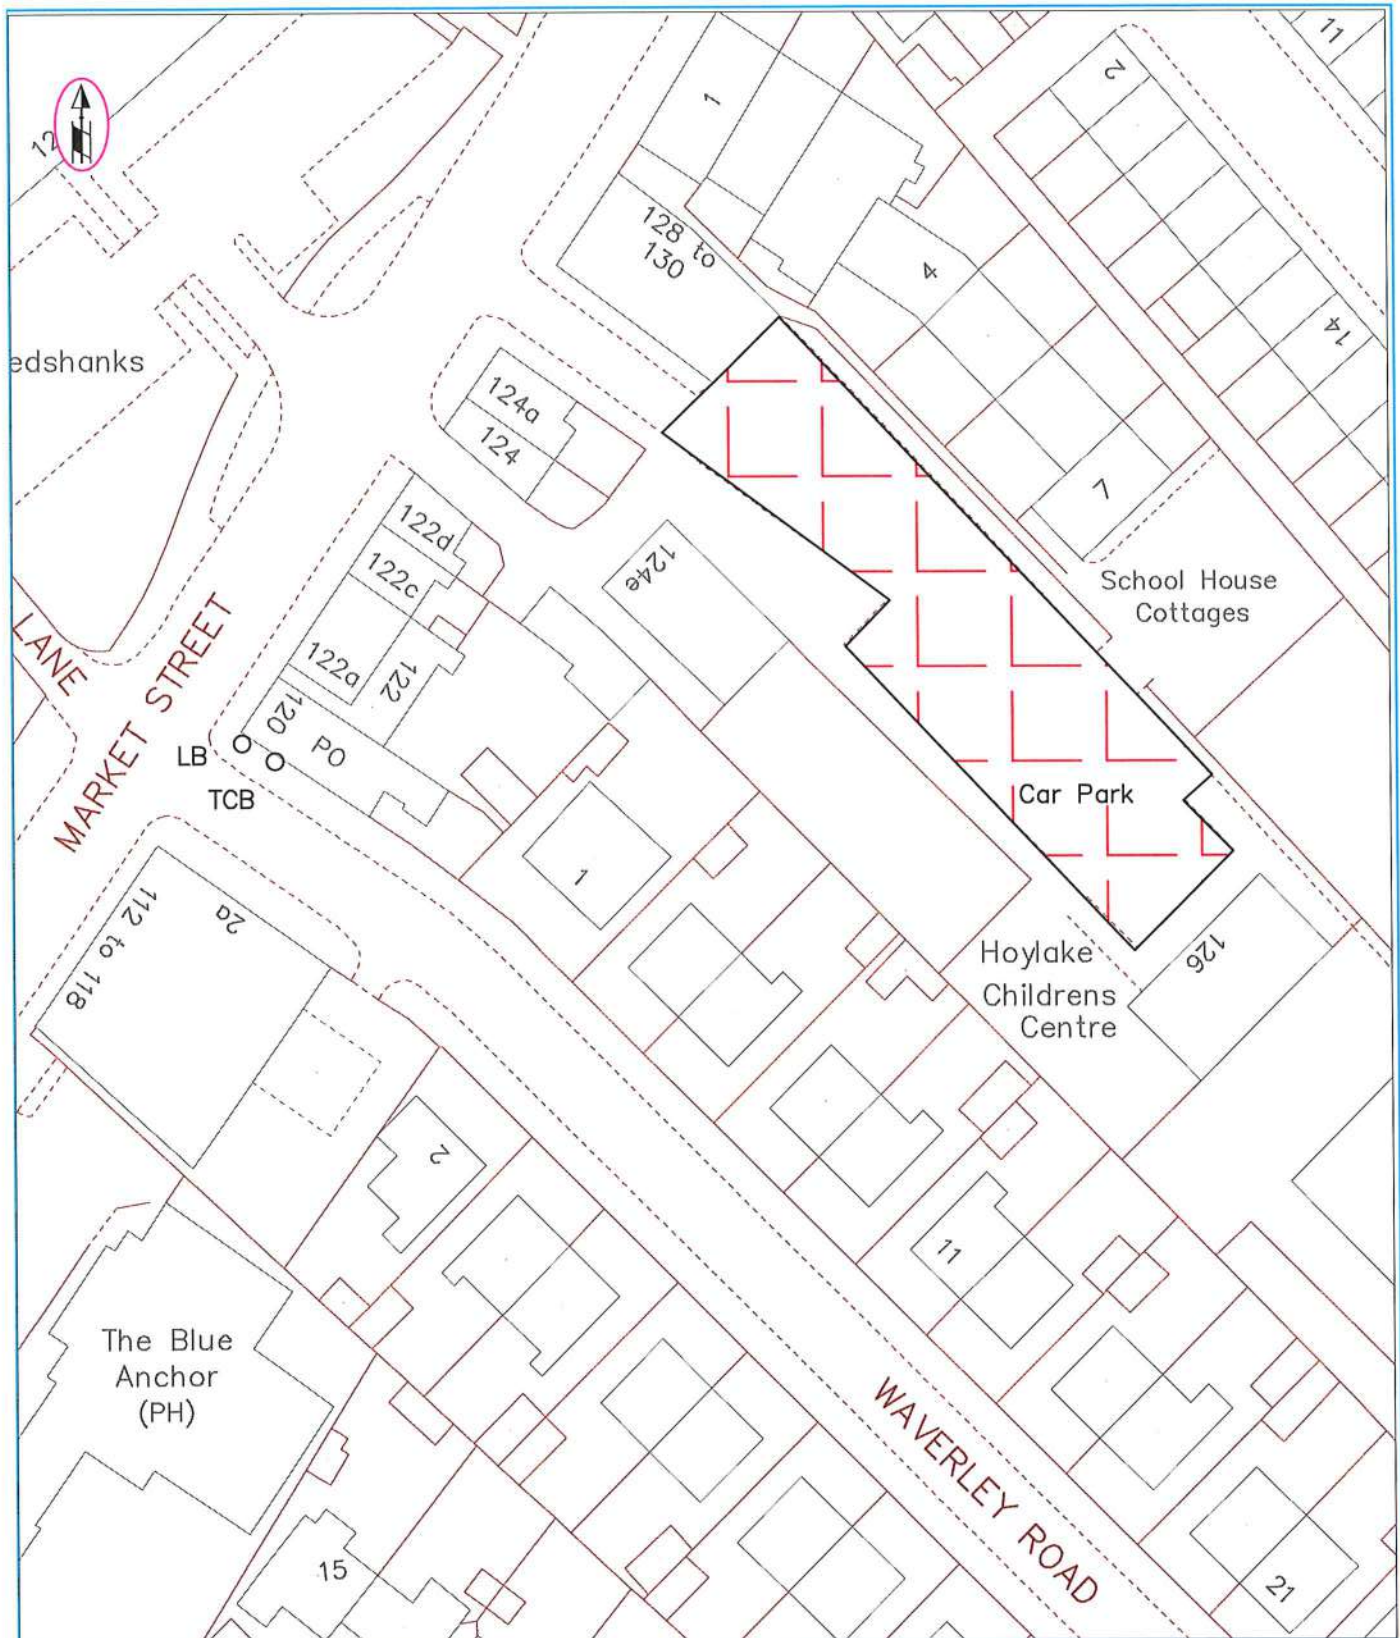 11
2
1
12
128 to
130
4
14
edshanks
124a
124
7
122d
124e
122c
School House
Cottages
LANE
122a
122
MARKET STREET
120
PO
LB
TCB
Car Park
1
112 to 118
2a
Hoylake
Childrens
Centre
126
2
11
The Blue
Anchor
(PH)
WAVERLEY ROAD
15
21